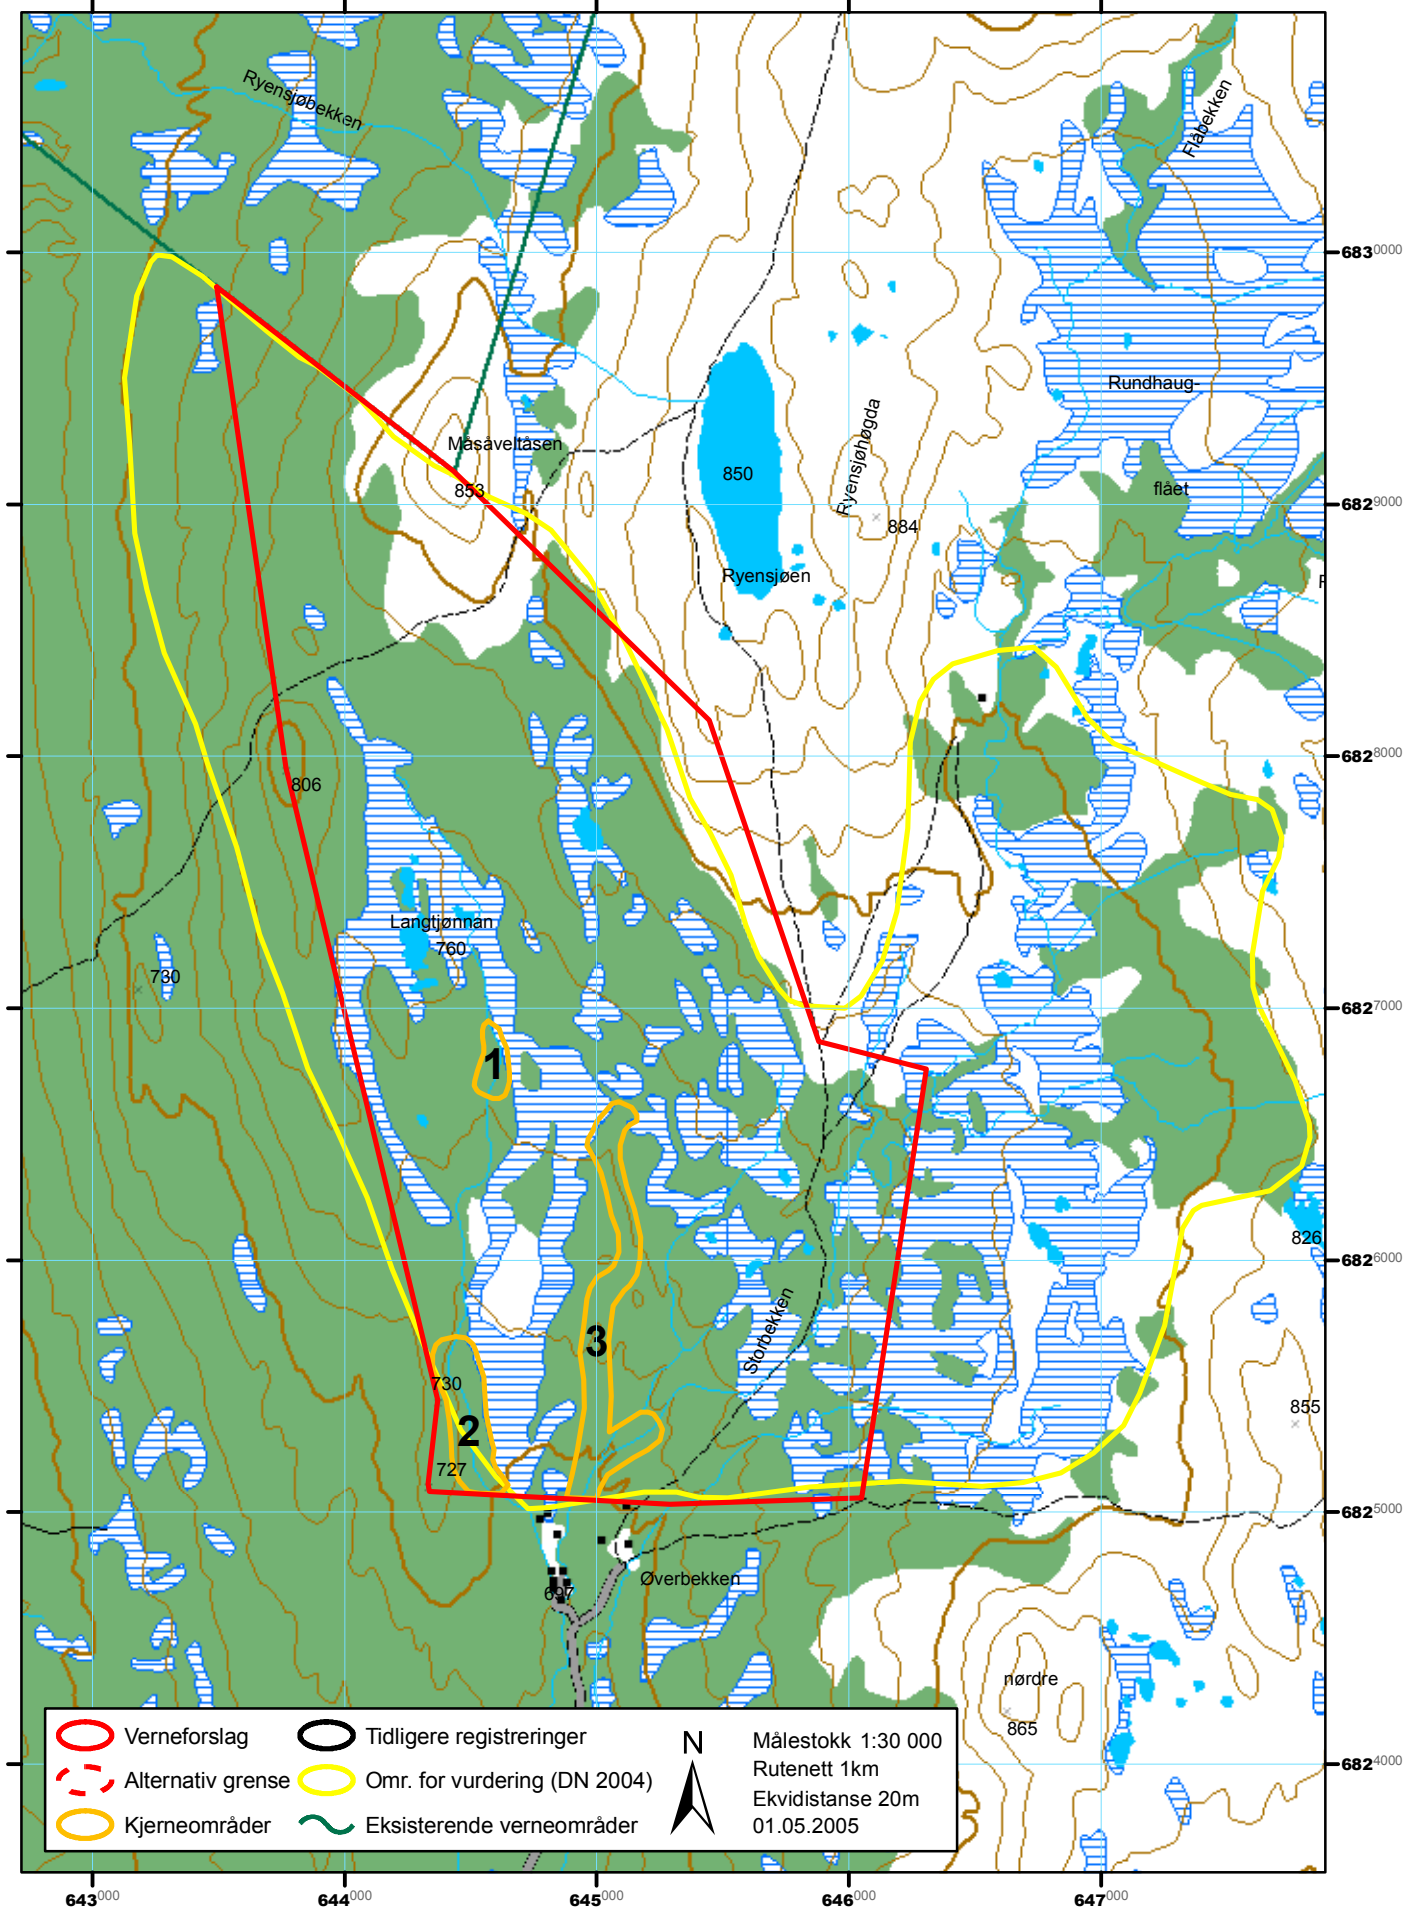 Ryensjøbekken
Flåbekken
683⁰⁰⁰⁰
Rundhaug-
Måsåveltåsen
Ryensjøhøgda
850
flået
853
682⁹⁰⁰⁰
884
Ryensjøen
682⁸⁰⁰⁰
806
Langtjønnan
760
730
682⁷⁰⁰⁰
1
826
682⁶⁰⁰⁰
Storbekken
3
730
855
2
727
682⁵⁰⁰⁰
Øverbekken
697
nørdre
865
682⁴⁰⁰⁰
Verneforslag
Alternativ grense
Kjerneområder
Tidligere registreringer
Omr. for vurdering (DN 2004)
Eksisterende verneområder
N
Målestokk 1:30 000
Rutenett 1km
Ekvidistanse 20m
01.05.2005
643⁰⁰⁰ 644⁰⁰⁰ 645⁰⁰⁰ 646⁰⁰⁰ 647⁰⁰⁰